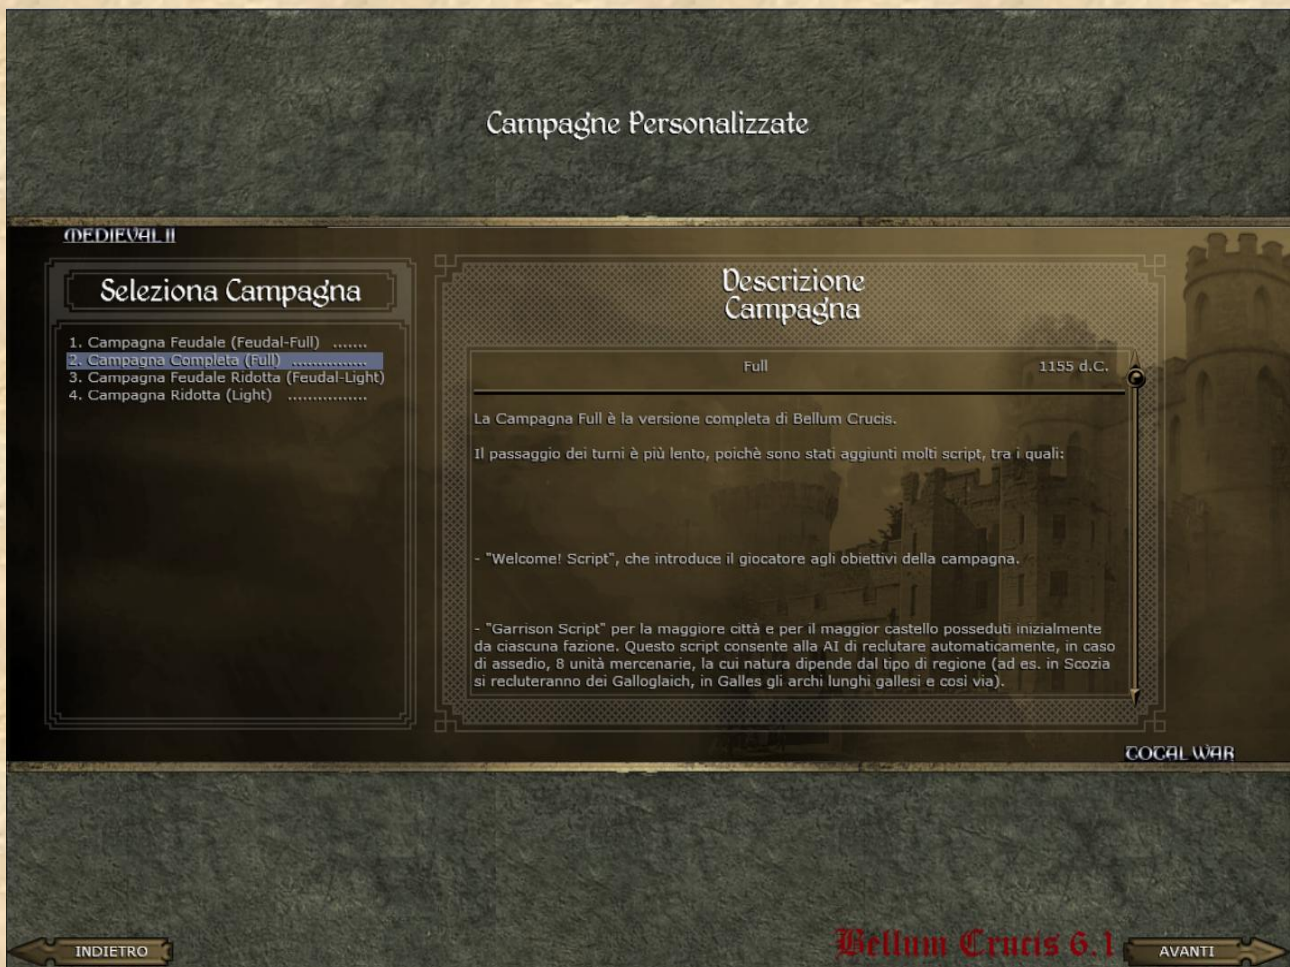 Campagne Personalizzate
MEDIEVAL II
Seleziona Campagna
1. Campagna Feudale (Feudal-Full) .......
2. Campagna Completa (Full) ...............
3. Campagna Feudale Ridotta (Feudal-Light)
4. Campagna Ridotta (Light) ................
Descrizione
Campagna
Full 1155 d.C.
La Campagna Full è la versione completa di Bellum Crucis.
Il passaggio dei turni è più lento, poichè sono stati aggiunti molti script, tra i quali:
- "Welcome! Script", che introduce il giocatore agli obiettivi della campagna.
- "Garrison Script" per la maggiore città e per il maggior castello posseduti inizialmente
da ciascuna fazione. Questo script consente alla AI di reclutare automaticamente, in caso
di assedio, 8 unità mercenarie, la cui natura dipende dal tipo di regione (ad es. in Scozia
si recluteranno dei Galloglaich, in Galles gli archi lunghi gallesi e così via).
TOTAL WAR
INDIETRO
Bellum Crucis 6.1
AVANTI